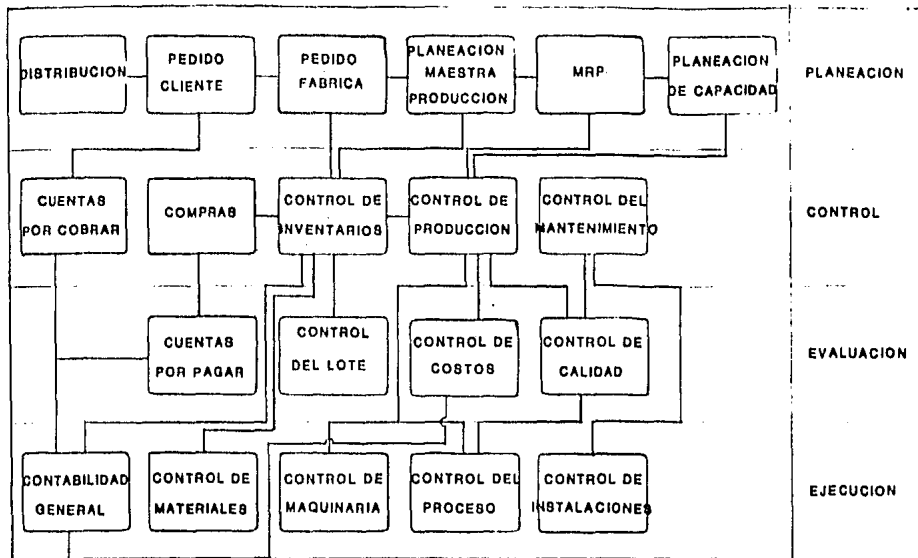 DISTRIBUCION
PEDIDO
CLIENTE
PEDIDO
FABRICA
PLANEACION
MAESTRA
PRODUCCION
MRP
PLANEACION
DE CAPACIDAD
PLANEACION
CUENTAS
POR COBRAR
COMPRAS
CONTROL DE
INVENTARIOS
CONTROL DE
PRODUCCION
CONTROL DEL
MANTENIMIENTO
CONTROL
CUENTAS
POR PAGAR
CONTROL
DEL LOTE
CONTROL DE
COSTOS
CONTROL DE
CALIDAD
EVALUACION
CONTABILIDAD
GENERAL
CONTROL DE
MATERIALES
CONTROL DE
MAQUINARIA
CONTROL DEL
PROCESO
CONTROL DE
INSTALACIONES
EJECUCION